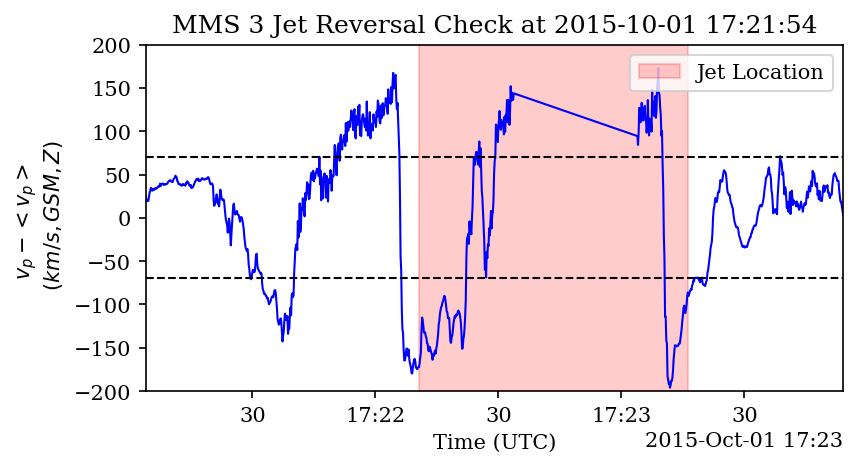 MMS 3 Jet Reversal Check at 2015-10-01 17:21:54
Jet Location
200
150
100
50
0
−50
−100
−150
−200
v_p − < v_p >
(km/s, GSM, Z)
30
17:22
30
17:23
30
Time (UTC)
2015-Oct-01 17:23